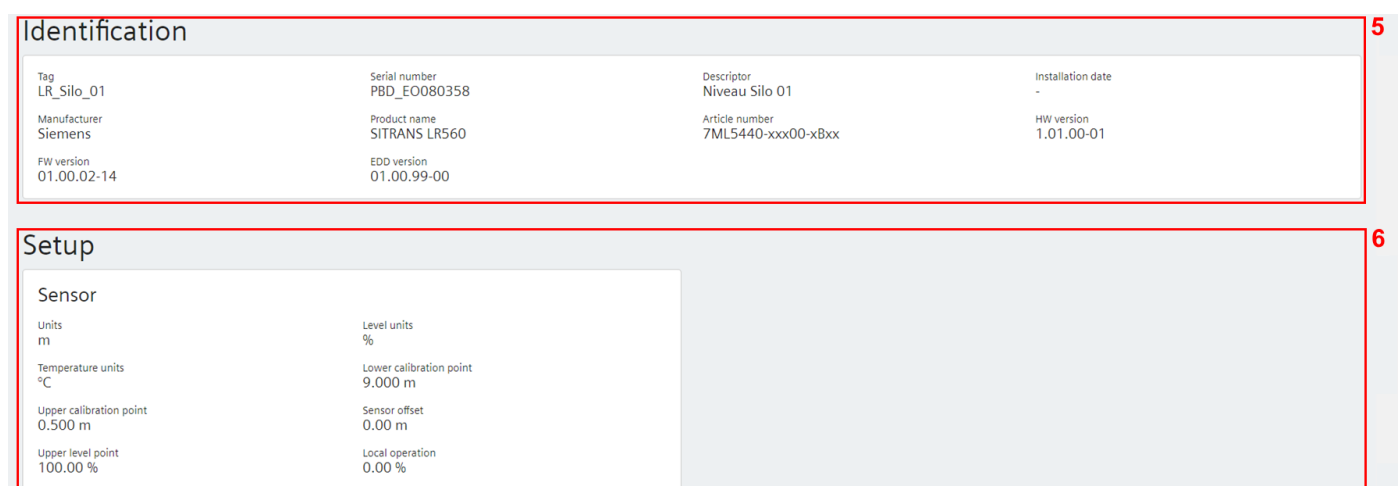 Identification
5
Tag
Serial number
Descriptor
Installation date
LR_Silo_01
PBD_EO080358
Niveau Silo 01
-
Manufacturer
Product name
Article number
HW version
Siemens
SITRANS LR560
7ML5440-xxx00-xBxx
1.01.00-01
FW version
EDD version
01.00.02-14
01.00.99-00
Setup
6
Sensor
Units
Level units
m
%
Temperature units
Lower calibration point
°C
9.000 m
Upper calibration point
Sensor offset
0.500 m
0.00 m
Upper level point
Local operation
100.00 %
0.00 %